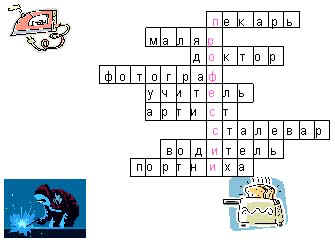 пекарь
маляр
доктор
фотограф
учитель
артист
сталевар
водитель
портниха